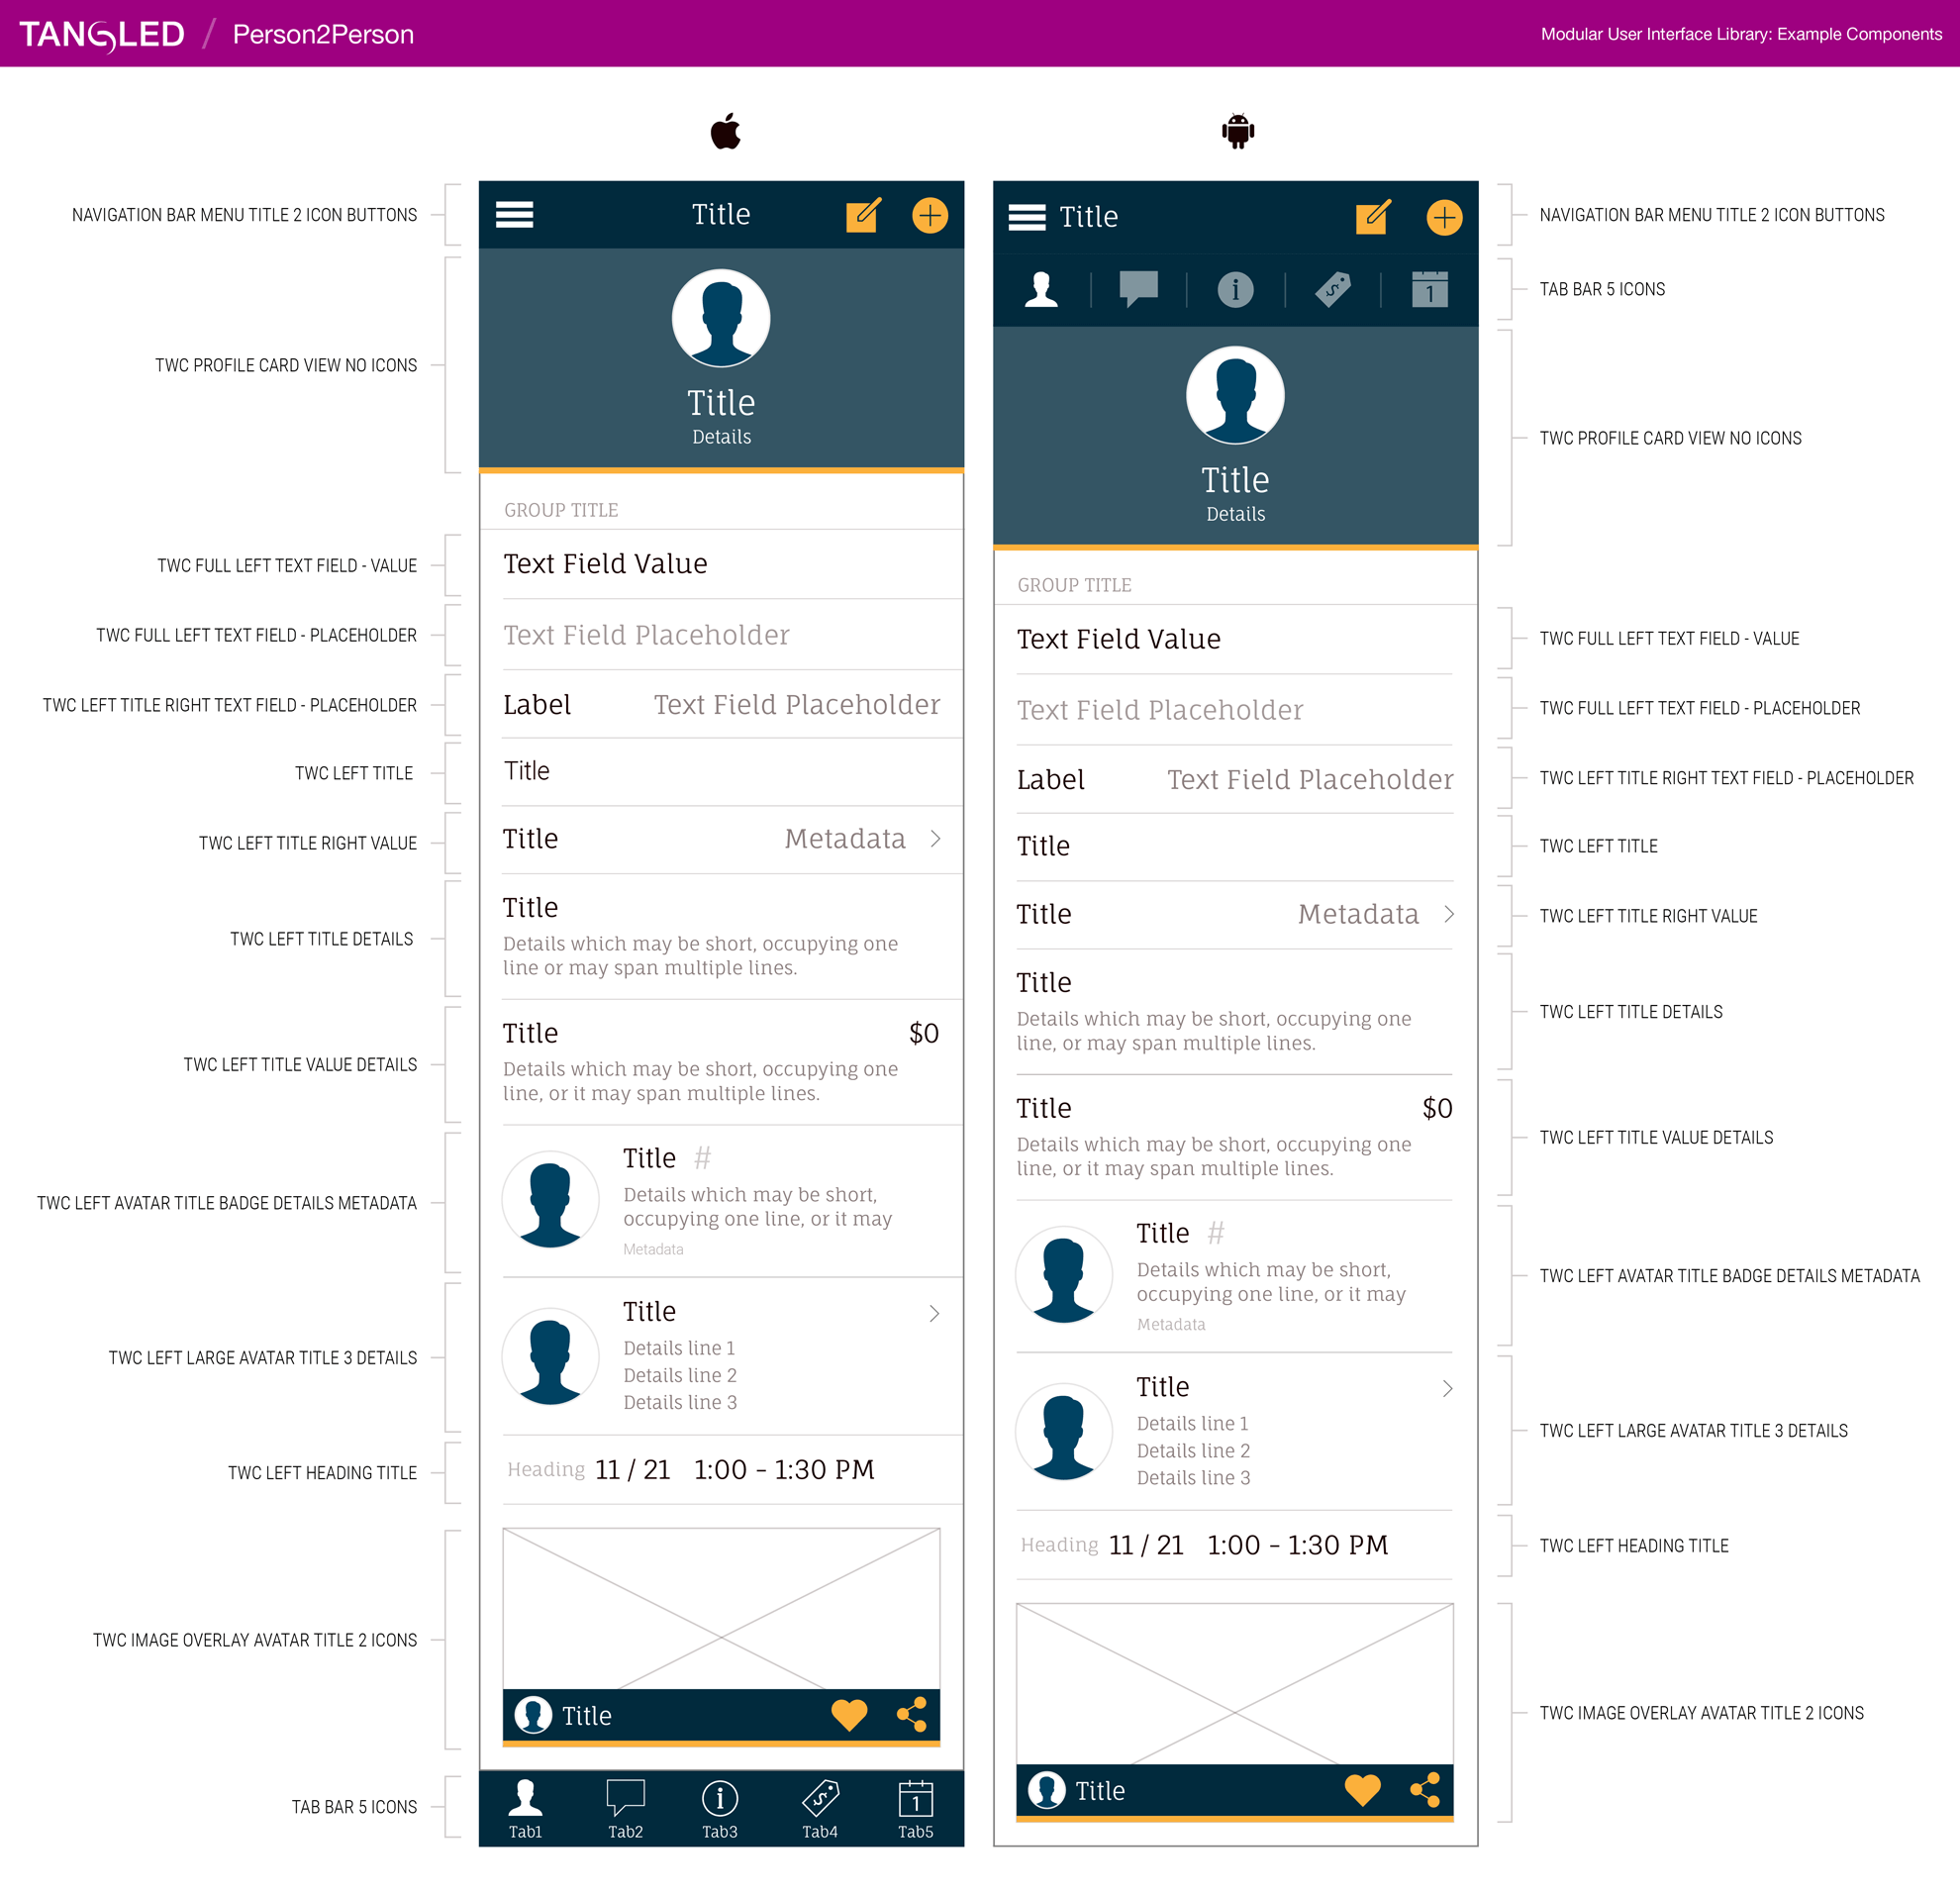 TANGLED / Person2Person
Modular User Interface Library: Example Components
NAVIGATION BAR MENU TITLE 2 ICON BUTTONS
TWC PROFILE CARD VIEW NO ICONS
TWC FULL LEFT TEXT FIELD - VALUE
TWC FULL LEFT TEXT FIELD - PLACEHOLDER
TWC LEFT TITLE RIGHT TEXT FIELD - PLACEHOLDER
TWC LEFT TITLE
TWC LEFT TITLE RIGHT VALUE
TWC LEFT TITLE DETAILS
TWC LEFT TITLE VALUE DETAILS
TWC LEFT AVATAR TITLE BADGE DETAILS METADATA
TWC LEFT LARGE AVATAR TITLE 3 DETAILS
TWC LEFT HEADING TITLE
TWC IMAGE OVERLAY AVATAR TITLE 2 ICONS
TAB BAR 5 ICONS
Title
Title
Details
GROUP TITLE
Text Field Value
Text Field Placeholder
Label Text Field Placeholder
Title
Title Metadata
Title
Details which may be short, occupying one
line or may span multiple lines.
Title $0
Details which may be short, occupying one
line, or it may span multiple lines.
Title #
Details which may be short,
occupying one line, or it may
Metadata
Title
Details line 1
Details line 2
Details line 3
Heading 11 / 21 1:00 - 1:30 PM
Title
1
Tab1 Tab2 Tab3 Tab4 Tab5
Title
1
Title
Details
GROUP TITLE
Text Field Value
Text Field Placeholder
Label Text Field Placeholder
Title
Title Metadata
Title
Details which may be short, occupying one
line, or may span multiple lines.
Title $0
Details which may be short, occupying one
line, or it may span multiple lines.
Title #
Details which may be short,
occupying one line, or it may
Metadata
Title
Details line 1
Details line 2
Details line 3
Heading 11 / 21 1:00 - 1:30 PM
Title
NAVIGATION BAR MENU TITLE 2 ICON BUTTONS
TAB BAR 5 ICONS
TWC PROFILE CARD VIEW NO ICONS
TWC FULL LEFT TEXT FIELD - VALUE
TWC FULL LEFT TEXT FIELD - PLACEHOLDER
TWC LEFT TITLE RIGHT TEXT FIELD - PLACEHOLDER
TWC LEFT TITLE
TWC LEFT TITLE RIGHT VALUE
TWC LEFT TITLE DETAILS
TWC LEFT TITLE VALUE DETAILS
TWC LEFT AVATAR TITLE BADGE DETAILS METADATA
TWC LEFT LARGE AVATAR TITLE 3 DETAILS
TWC LEFT HEADING TITLE
TWC IMAGE OVERLAY AVATAR TITLE 2 ICONS